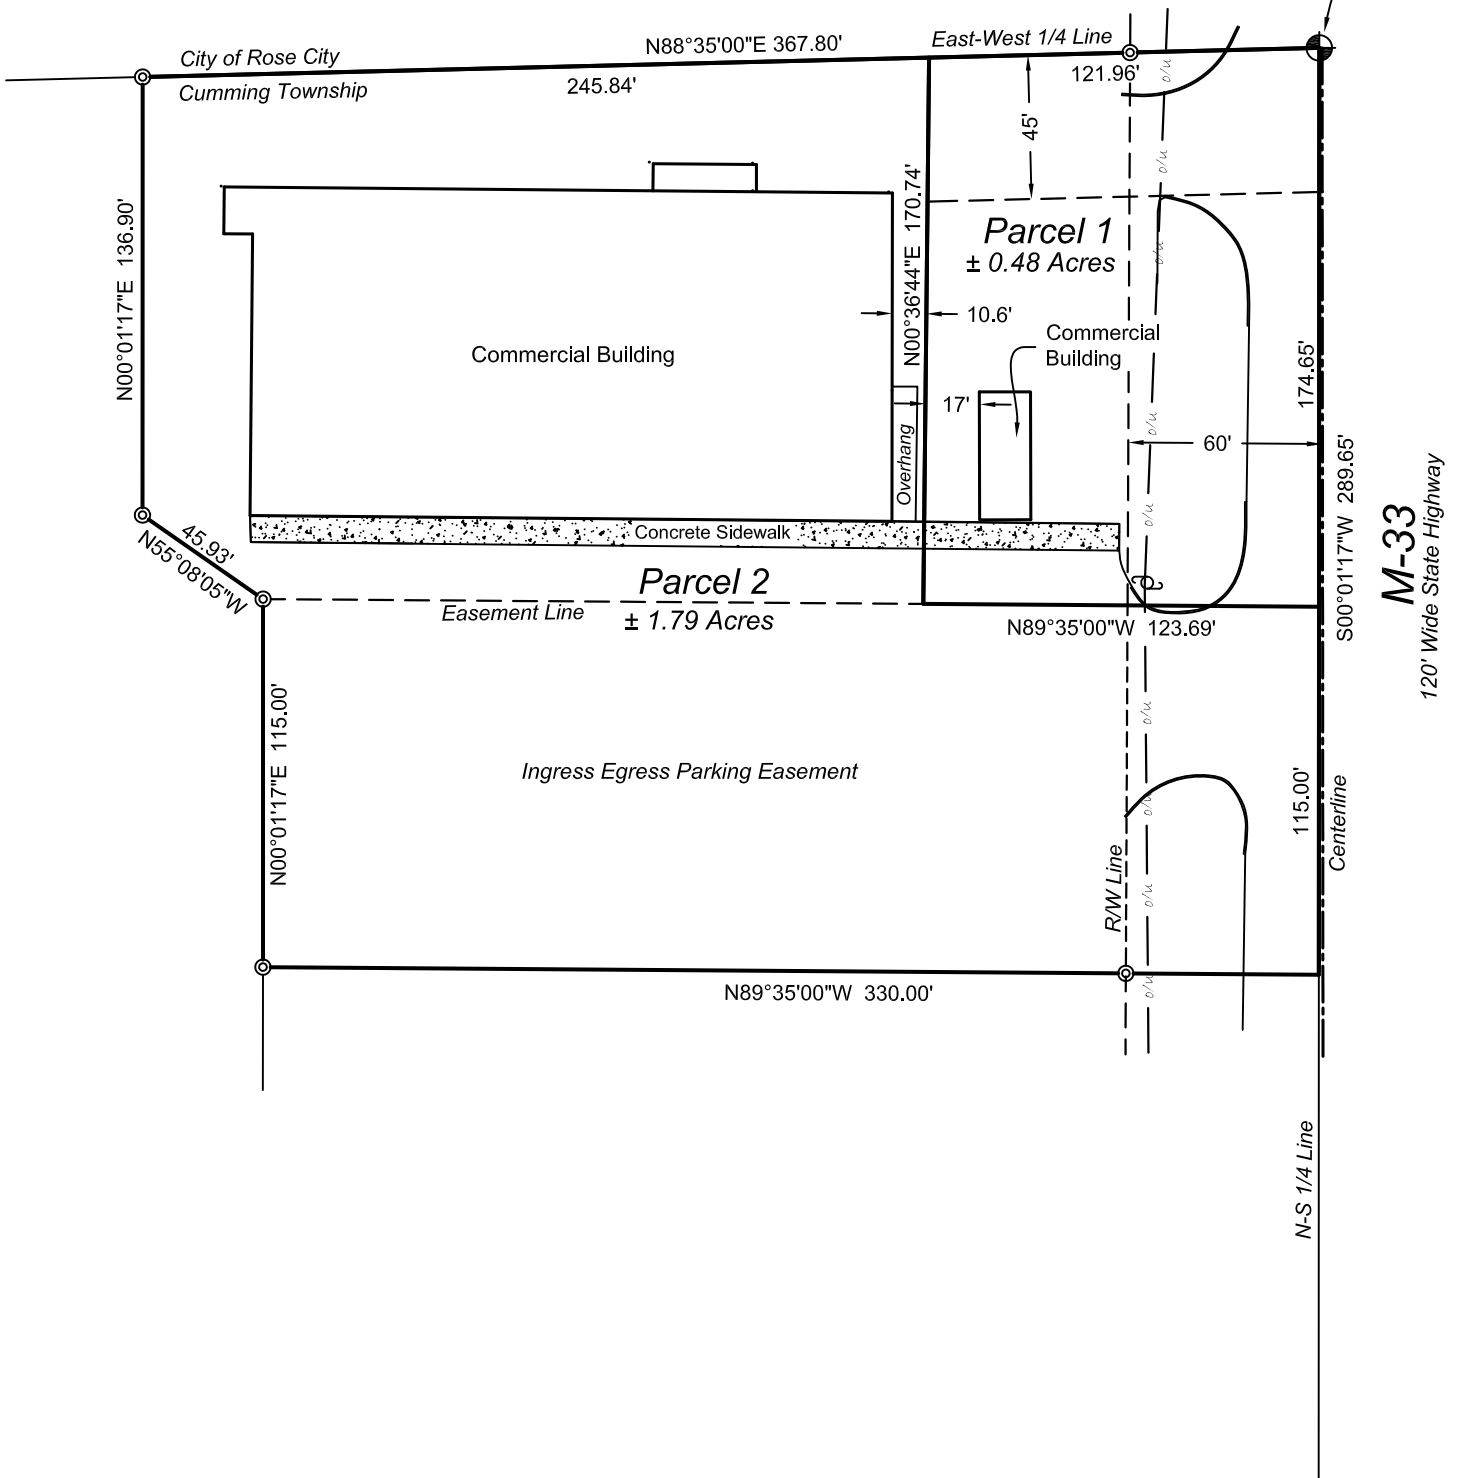 City of Rose City
Cumming Township
N88°35'00"E 367.80'
245.84'
East-West 1/4 Line
121.96'
o/u
45'
N00°01'17"E 136.90'
N00°36'44"E 170.74'
Parcel 1
± 0.48 Acres
o/u
o/u
10.6'
Commercial
Building
Commercial Building
17'
Overhang
o/u
60'
174.65'
S00°01'17"W 289.65'
M-33
120' Wide State Highway
o/u
45.93'
N55°08'05"W
Concrete Sidewalk
Parcel 2
Easement Line
± 1.79 Acres
N89°35'00"W 123.69'
o/u
N00°01'17"E 115.00'
Ingress Egress Parking Easement
o/u
115.00'
Centerline
R/W Line
o/u
o/u
N89°35'00"W 330.00'
N-S 1/4 Line